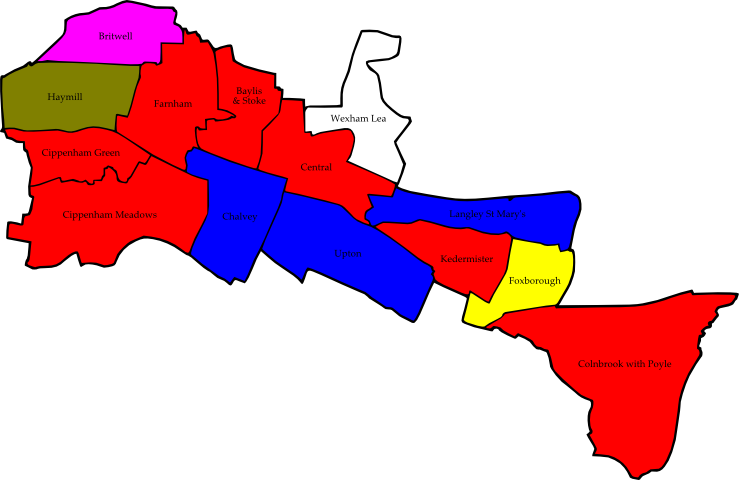 Britwell
Haymill
Farnham
Baylis
& Stoke
Wexham Lea
Cippenham Green
Central
Cippenham Meadows
Chalvey
Langley St Mary's
Upton
Kedermister
Foxborough
Colnbrook with Poyle